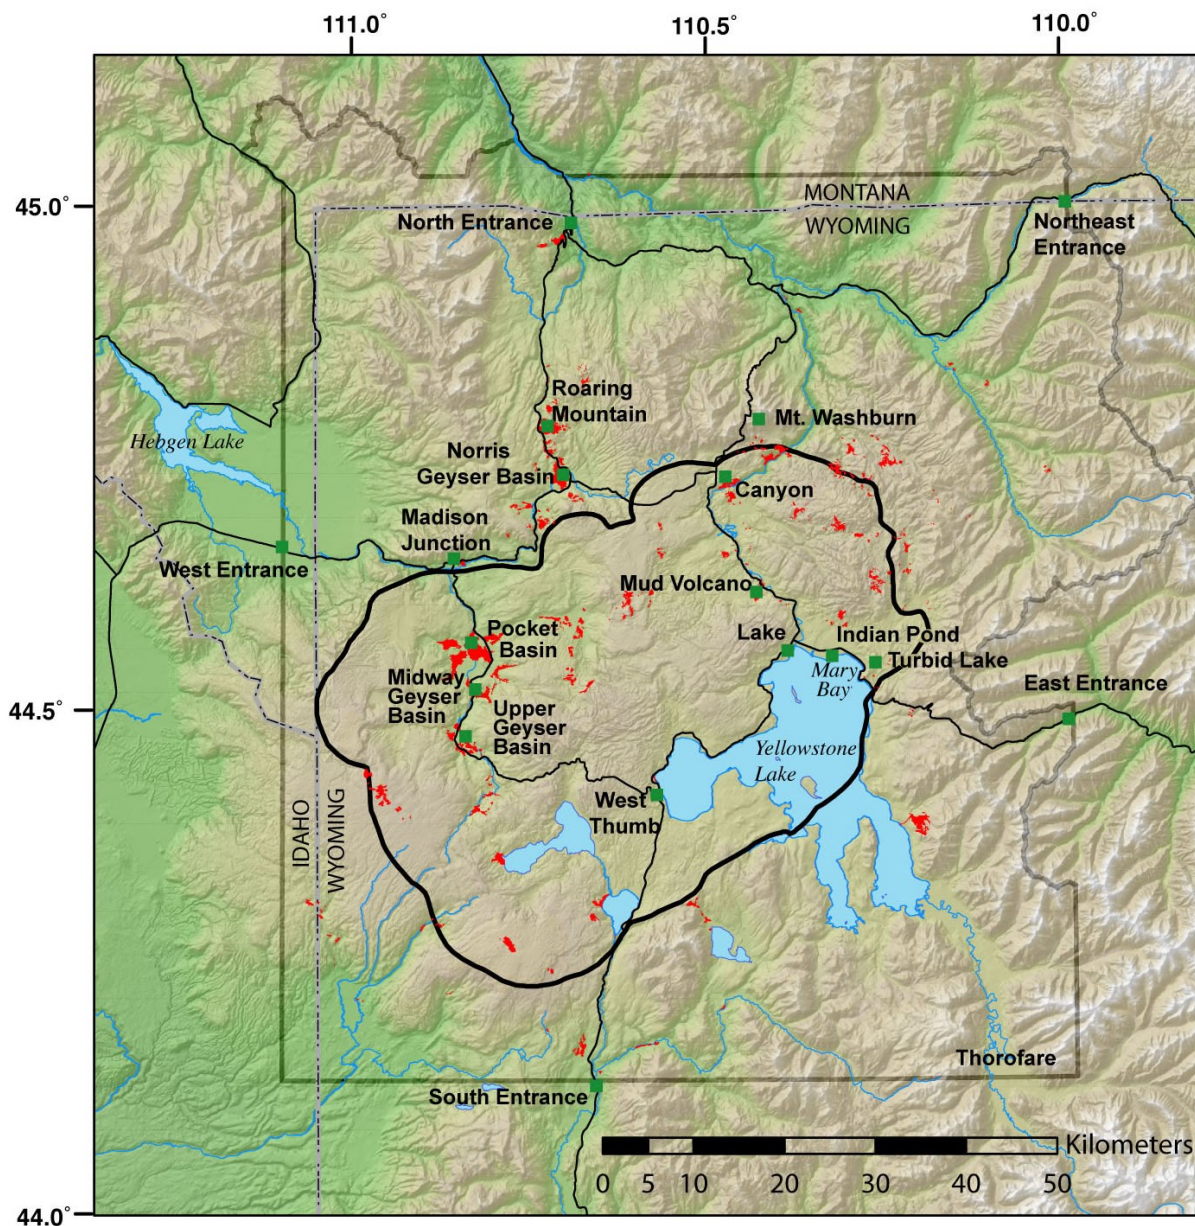 111.0°
110.5°
110.0°
45.0°
MONTANA
WYOMING
North Entrance
Northeast
Entrance
Roaring
Mountain
Mt. Washburn
Hebgen Lake
Norris
Geyser Basin
Canyon
Madison
Junction
West Entrance
Mud Volcano
Pocket
Basin
Lake
Indian Pond
Mary
Bay
Turbid Lake
Midway
Geyser
Basin
East Entrance
44.5°
Upper
Geyser
Basin
Yellowstone
Lake
West
Thumb
IDAHO
WYOMING
Thorofare
South Entrance
Kilometers
0 5 10 20 30 40 50
44.0°